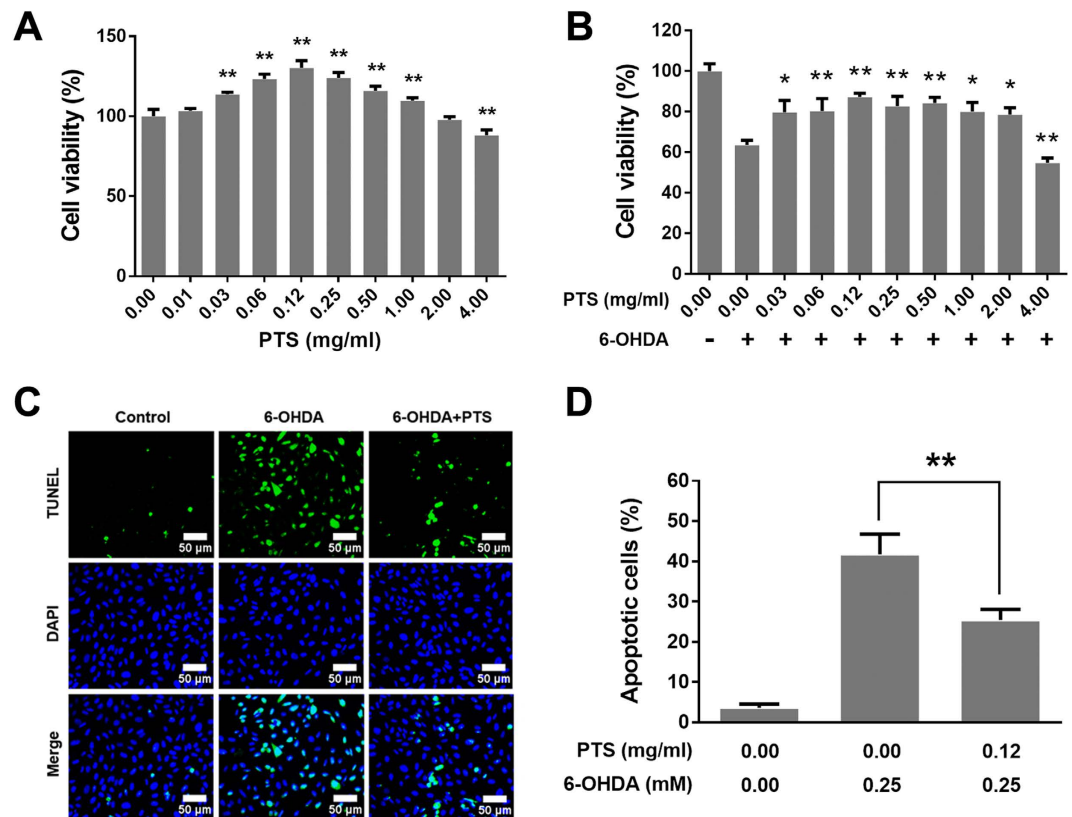 A
Cell viability (%)
150
100
50
0
** ** ** ** ** ** **
0.00 0.01 0.03 0.06 0.12 0.25 0.50 1.00 2.00 4.00
PTS (mg/ml)
B
Cell viability (%)
120
100
80
60
40
20
0
* ** ** ** ** * * **
PTS (mg/ml) 0.00 0.00 0.03 0.06 0.12 0.25 0.50 1.00 2.00 4.00
6-OHDA - + + + + + + + + +
C
Control 6-OHDA 6-OHDA+PTS
TUNEL
50 μm 50 μm 50 μm
DAPI
50 μm 50 μm 50 μm
Merge
50 μm 50 μm 50 μm
D
Apoptotic cells (%)
60
50
40
30
20
10
0
**
PTS (mg/ml) 0.00 0.00 0.12
6-OHDA (mM) 0.00 0.25 0.25